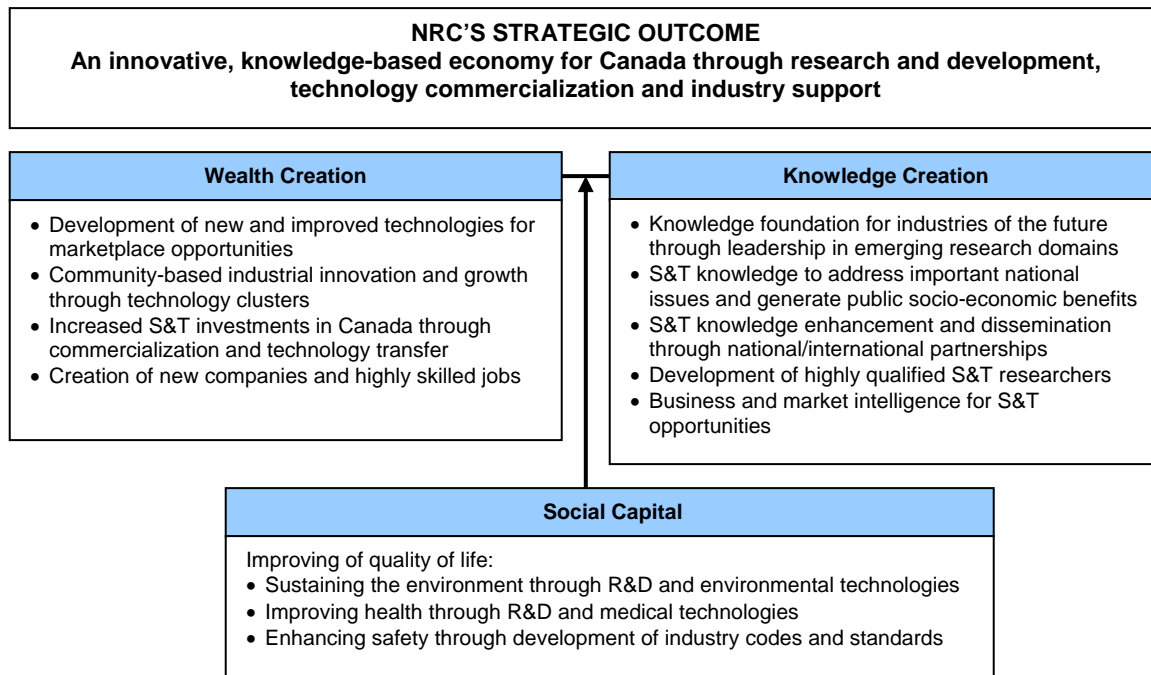 NRC'S STRATEGIC OUTCOME
An innovative, knowledge-based economy for Canada through research and development,
technology commercialization and industry support
Wealth Creation
• Development of new and improved technologies for
marketplace opportunities
• Community-based industrial innovation and growth
through technology clusters
• Increased S&T investments in Canada through
commercialization and technology transfer
• Creation of new companies and highly skilled jobs
Knowledge Creation
• Knowledge foundation for industries of the future
through leadership in emerging research domains
• S&T knowledge to address important national
issues and generate public socio-economic benefits
• S&T knowledge enhancement and dissemination
through national/international partnerships
• Development of highly qualified S&T researchers
• Business and market intelligence for S&T
opportunities
Social Capital
Improving of quality of life:
• Sustaining the environment through R&D and environmental technologies
• Improving health through R&D and medical technologies
• Enhancing safety through development of industry codes and standards